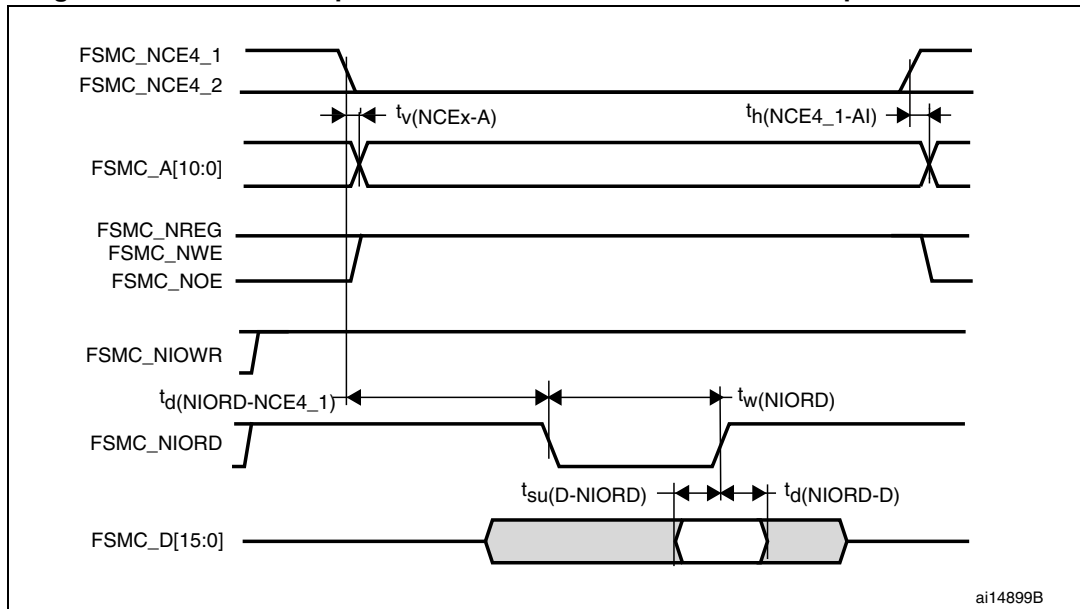 FSMC_NCE4_1
FSMC_NCE4_2
tv(NCEx-A)
th(NCE4_1-AI)
FSMC_A[10:0]
FSMC_NREG
FSMC_NWE
FSMC_NOE
FSMC_NIOWR
td(NIORD-NCE4_1)
tw(NIORD)
FSMC_NIORD
tsu(D-NIORD)
td(NIORD-D)
FSMC_D[15:0]
ai14899B